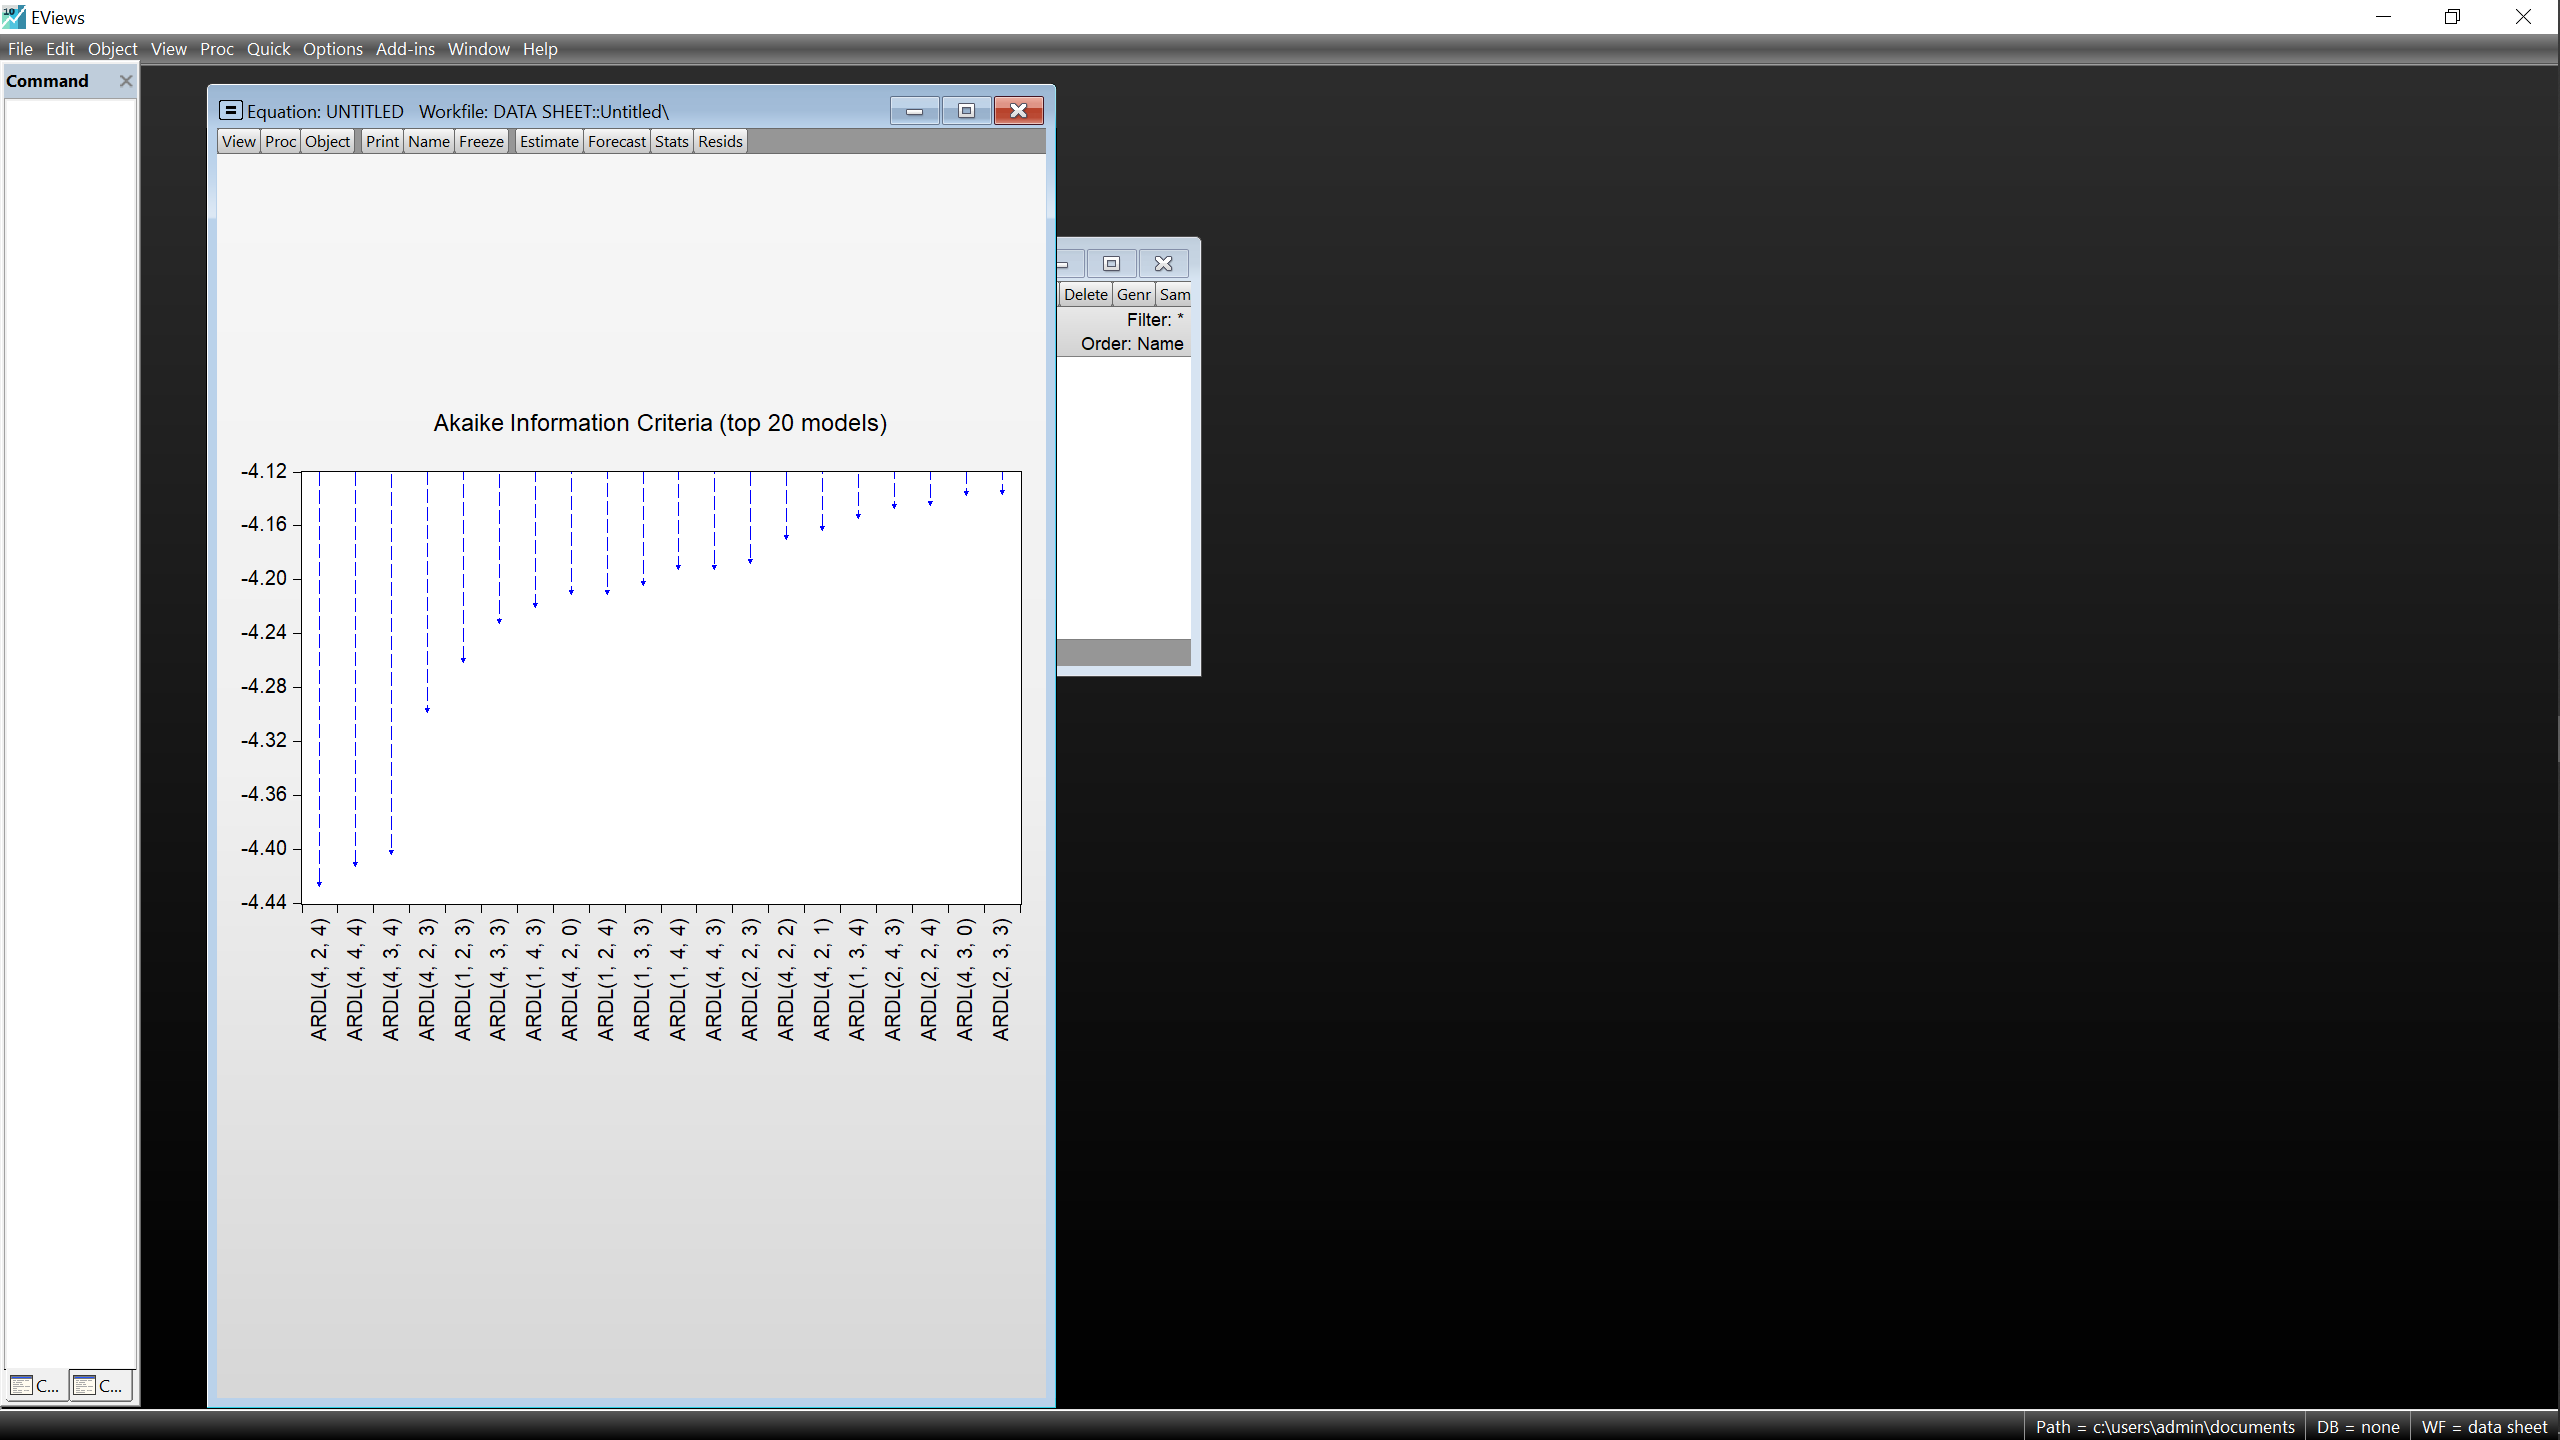 10 EViews
File Edit Object View Proc Quick Options Add-ins Window Help
Command
Equation: UNTITLED Workfile: DATA SHEET::Untitled\
View Proc Object Print Name Freeze Estimate Forecast Stats Resids
Delete Genr Sam
Filter: *
Order: Name
Akaike Information Criteria (top 20 models)
-4.12
-4.16
-4.20
-4.24
-4.28
-4.32
-4.36
-4.40
-4.44
ARDL(4, 2, 4)
ARDL(4, 4, 4)
ARDL(4, 3, 4)
ARDL(4, 2, 3)
ARDL(1, 2, 3)
ARDL(4, 3, 3)
ARDL(1, 4, 3)
ARDL(4, 2, 0)
ARDL(1, 2, 4)
ARDL(1, 3, 3)
ARDL(1, 4, 4)
ARDL(4, 4, 3)
ARDL(2, 2, 3)
ARDL(4, 2, 2)
ARDL(4, 2, 1)
ARDL(1, 3, 4)
ARDL(2, 4, 3)
ARDL(2, 2, 4)
ARDL(4, 3, 0)
ARDL(2, 3, 3)
C... C...
Path = c:\users\admin\documents DB = none WF = data sheet